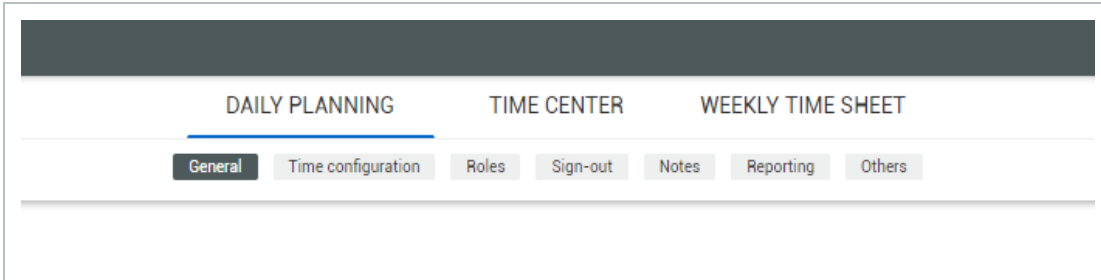 DAILY PLANNING TIME CENTER WEEKLY TIME SHEET
General Time configuration Roles Sign-out Notes Reporting Others